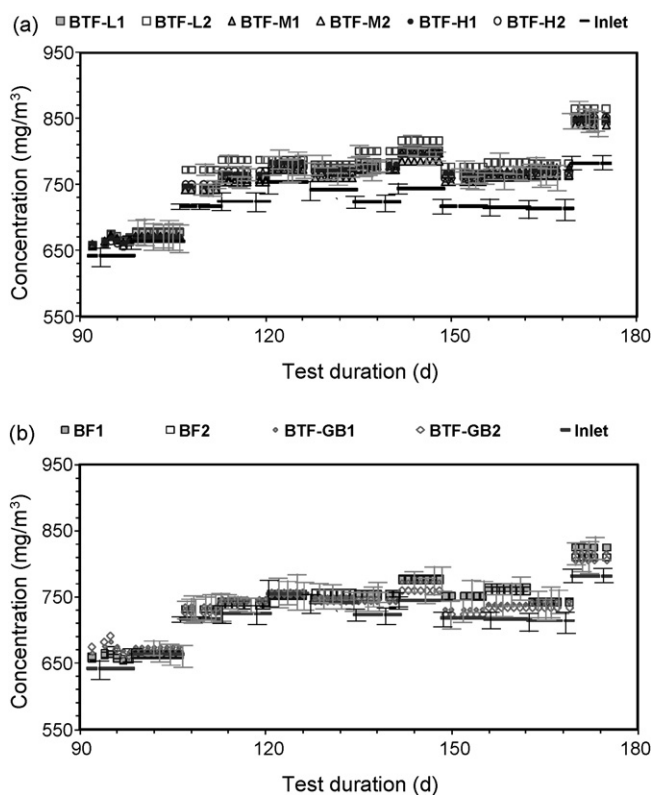 (a) BTF-L1 BTF-L2 BTF-M1 BTF-M2 BTF-H1 BTF-H2 Inlet
950
850
750
650
550
Concentration (mg/m³)
90 120 150 180
Test duration (d)
(b) BF1 BF2 BTF-GB1 BTF-GB2 Inlet
950
850
750
650
550
Concentration (mg/m³)
90 120 150 180
Test duration (d)